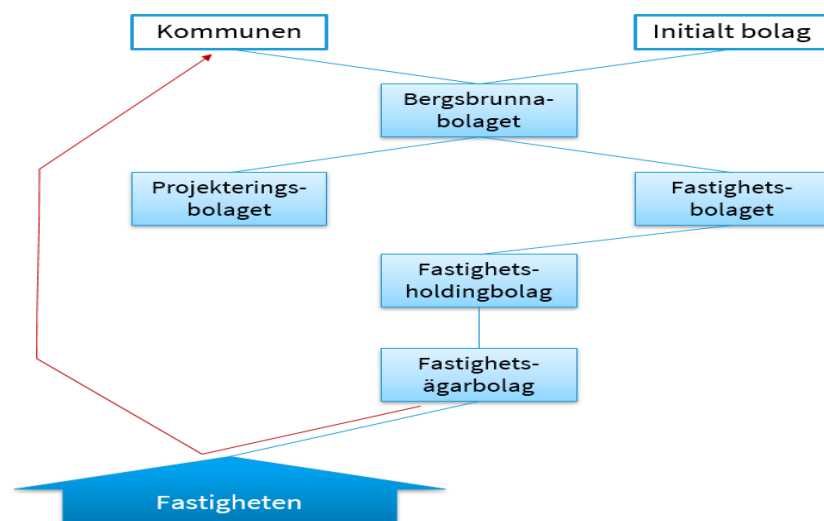 Kommunen
Initialt bolag
Bergsbrunna-
bolaget
Projekterings-
bolaget
Fastighets-
bolaget
Fastighets-
holdingbolag
Fastighets-
ägarbolag
Fastigheten